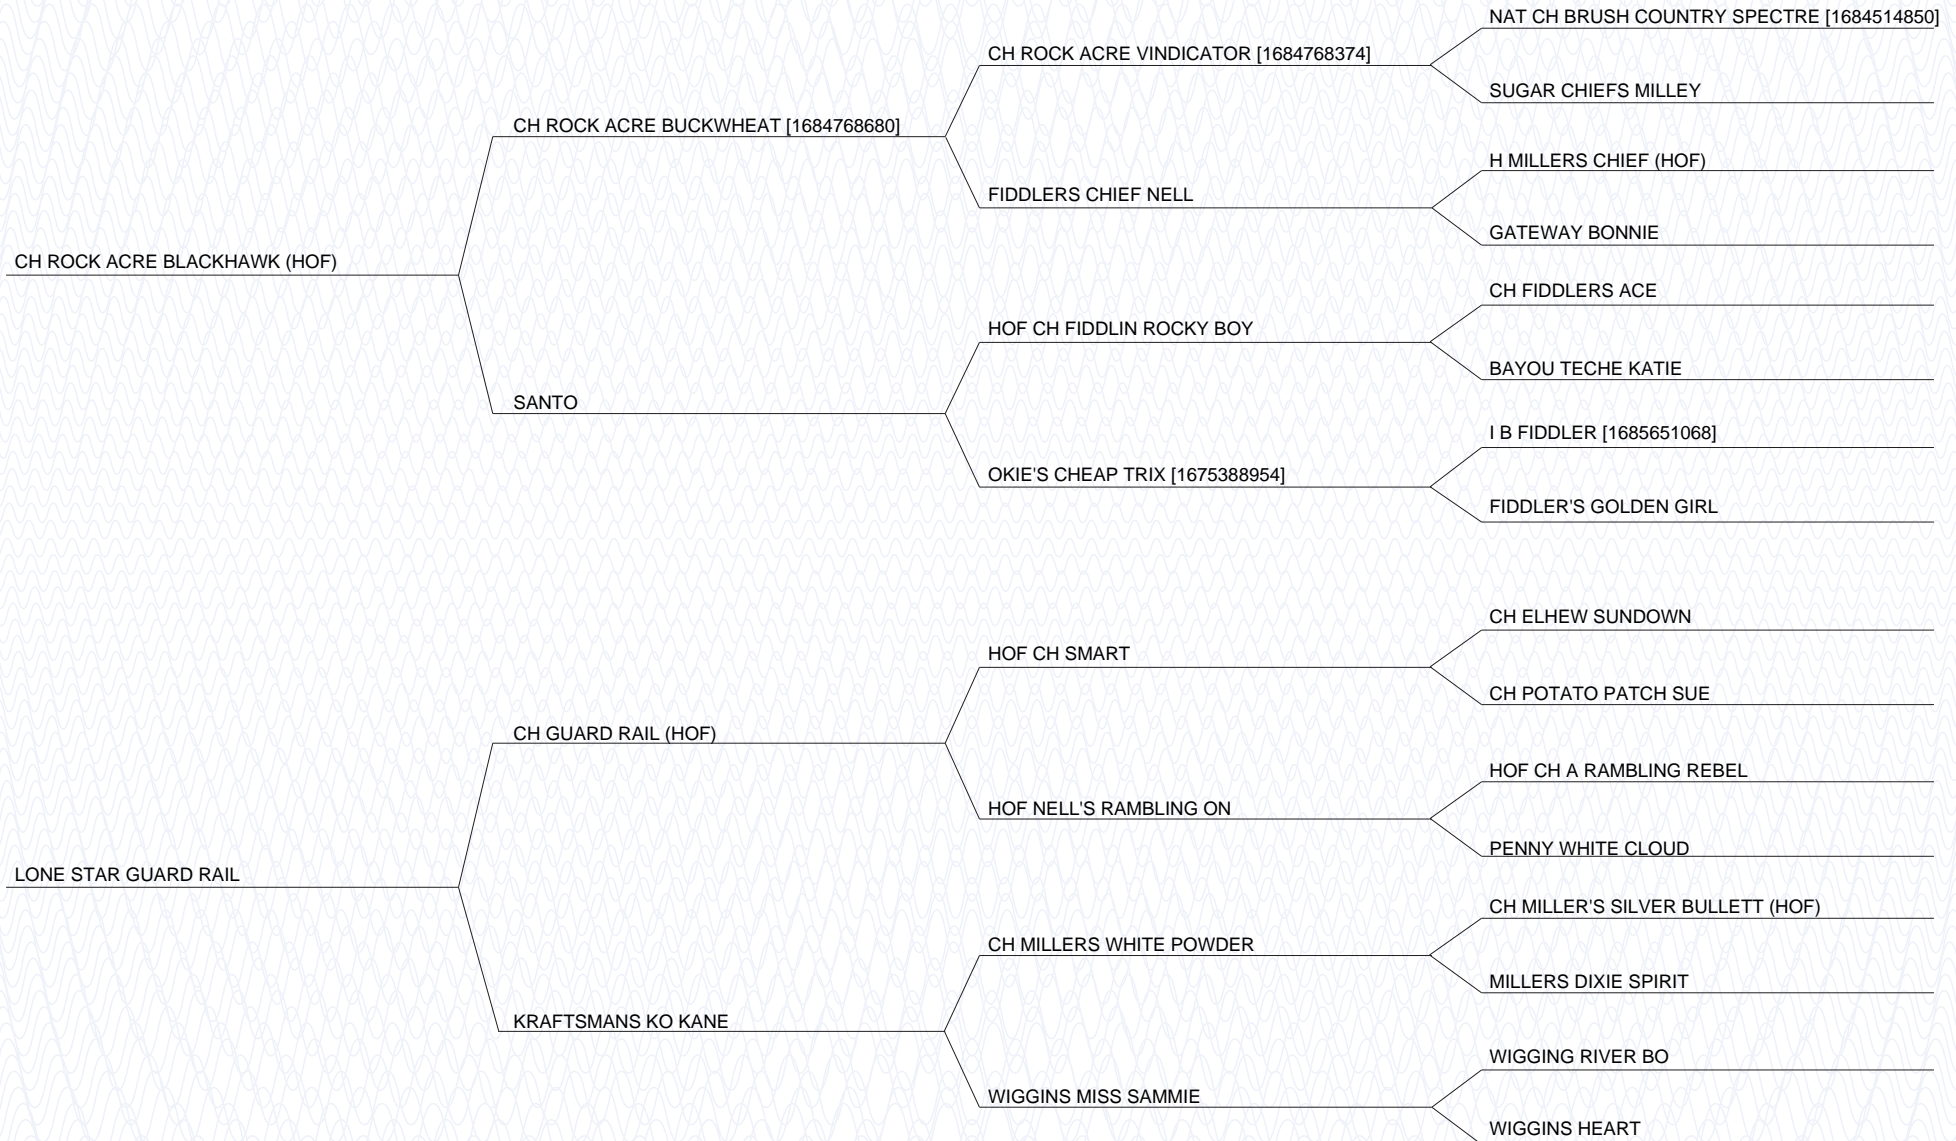 NAT CH BRUSH COUNTRY SPECTRE [1684514850]
CH ROCK ACRE VINDICATOR [1684768374]
SUGAR CHIEFS MILLEY
CH ROCK ACRE BUCKWHEAT [1684768680]
H MILLERS CHIEF (HOF)
FIDDLERS CHIEF NELL
GATEWAY BONNIE
CH ROCK ACRE BLACKHAWK (HOF)
CH FIDDLERS ACE
HOF CH FIDDLIN ROCKY BOY
BAYOU TECHE KATIE
SANTO
I B FIDDLER [1685651068]
OKIE'S CHEAP TRIX [1675388954]
FIDDLER'S GOLDEN GIRL
CH ELHEW SUNDOWN
HOF CH SMART
CH POTATO PATCH SUE
CH GUARD RAIL (HOF)
HOF CH A RAMBLING REBEL
HOF NELL'S RAMBLING ON
PENNY WHITE CLOUD
LONE STAR GUARD RAIL
CH MILLER'S SILVER BULLETT (HOF)
CH MILLERS WHITE POWDER
MILLERS DIXIE SPIRIT
KRAFTSMANS KO KANE
WIGGING RIVER BO
WIGGINS MISS SAMMIE
WIGGINS HEART